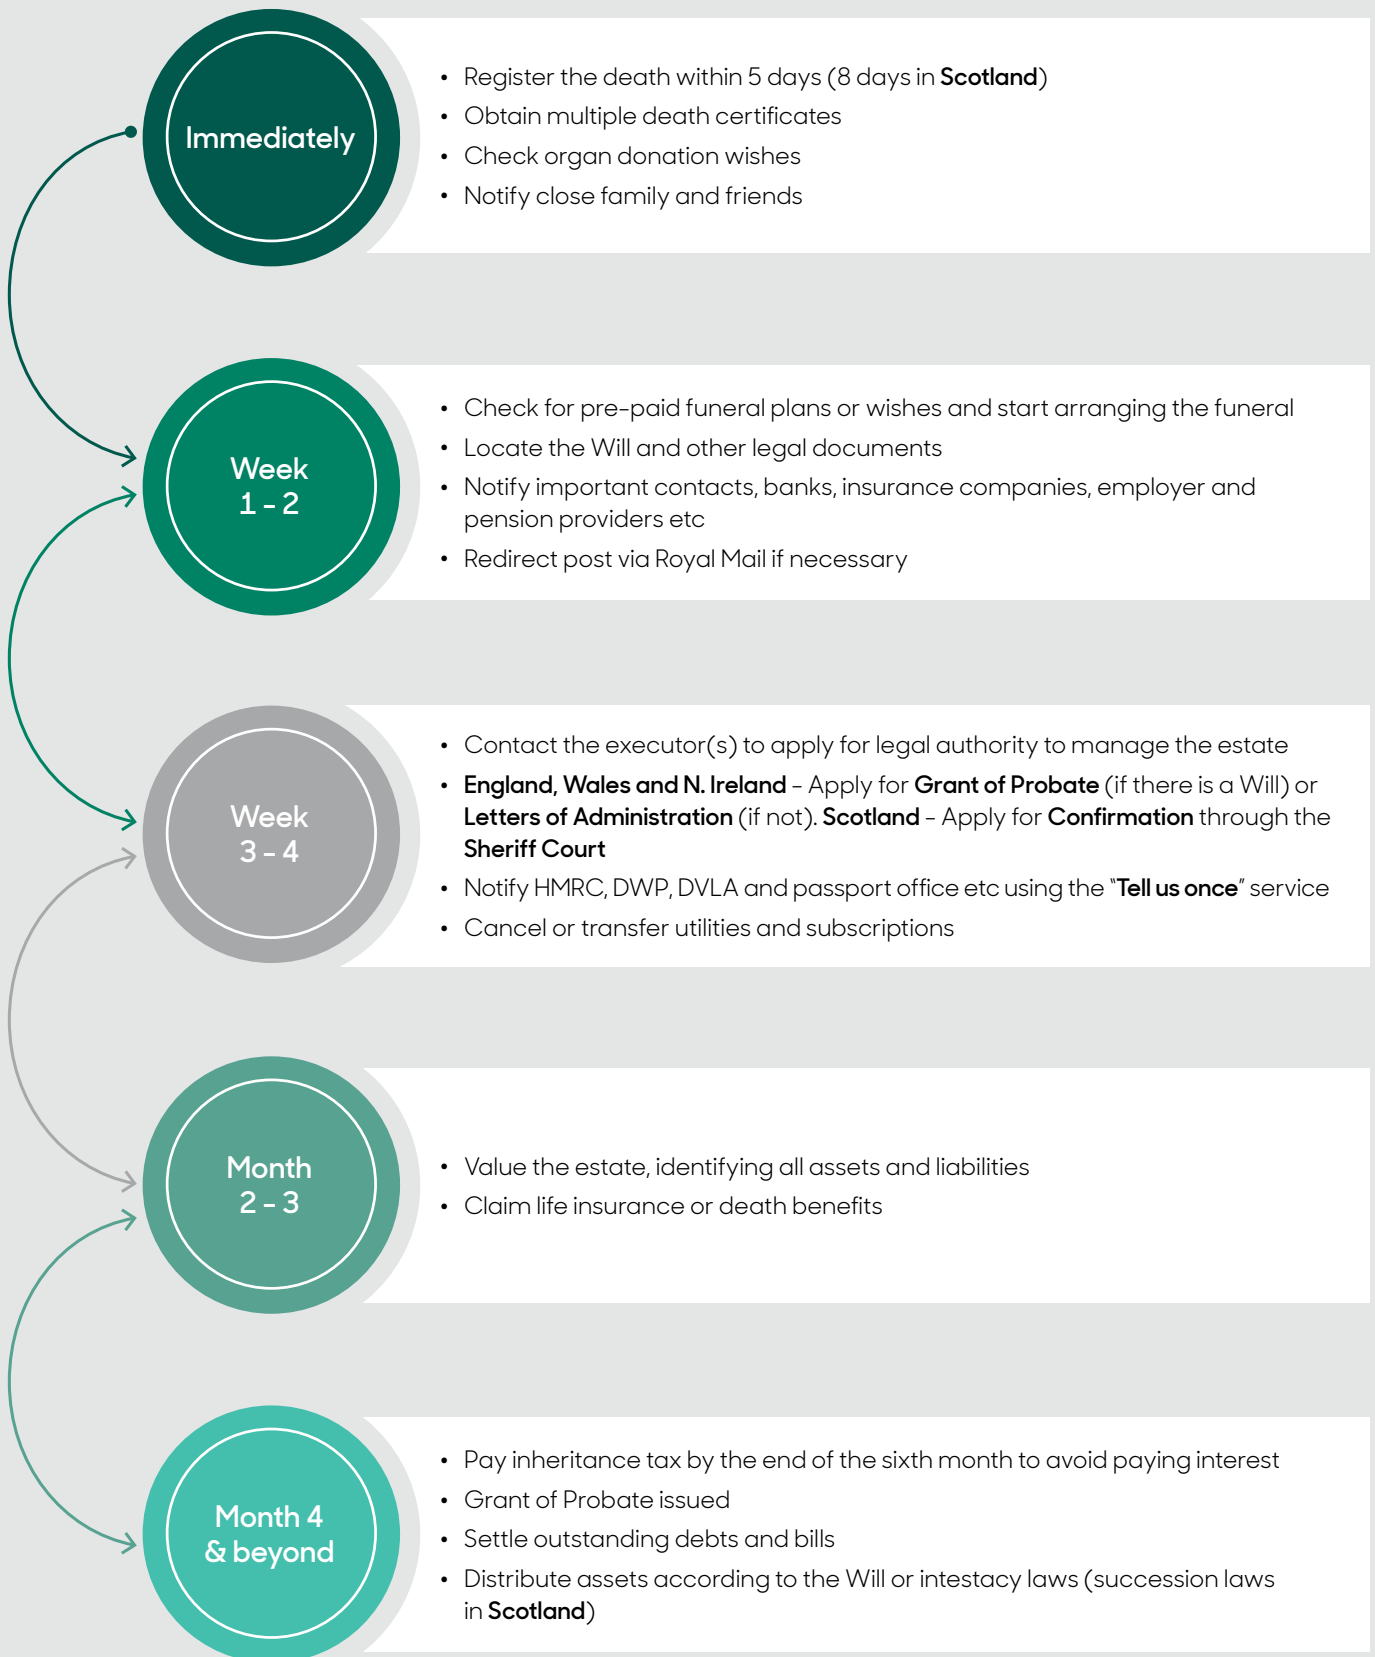 Immediately
• Register the death within 5 days (8 days in Scotland)
• Obtain multiple death certificates
• Check organ donation wishes
• Notify close family and friends
Week
1 - 2
• Check for pre-paid funeral plans or wishes and start arranging the funeral
• Locate the Will and other legal documents
• Notify important contacts, banks, insurance companies, employer and
pension providers etc
• Redirect post via Royal Mail if necessary
Week
3 - 4
• Contact the executor(s) to apply for legal authority to manage the estate
• England, Wales and N. Ireland - Apply for Grant of Probate (if there is a Will) or
Letters of Administration (if not). Scotland - Apply for Confirmation through the
Sheriff Court
• Notify HMRC, DWP, DVLA and passport office etc using the “Tell us once” service
• Cancel or transfer utilities and subscriptions
Month
2 - 3
• Value the estate, identifying all assets and liabilities
• Claim life insurance or death benefits
Month 4
& beyond
• Pay inheritance tax by the end of the sixth month to avoid paying interest
• Grant of Probate issued
• Settle outstanding debts and bills
• Distribute assets according to the Will or intestacy laws (succession laws
in Scotland)